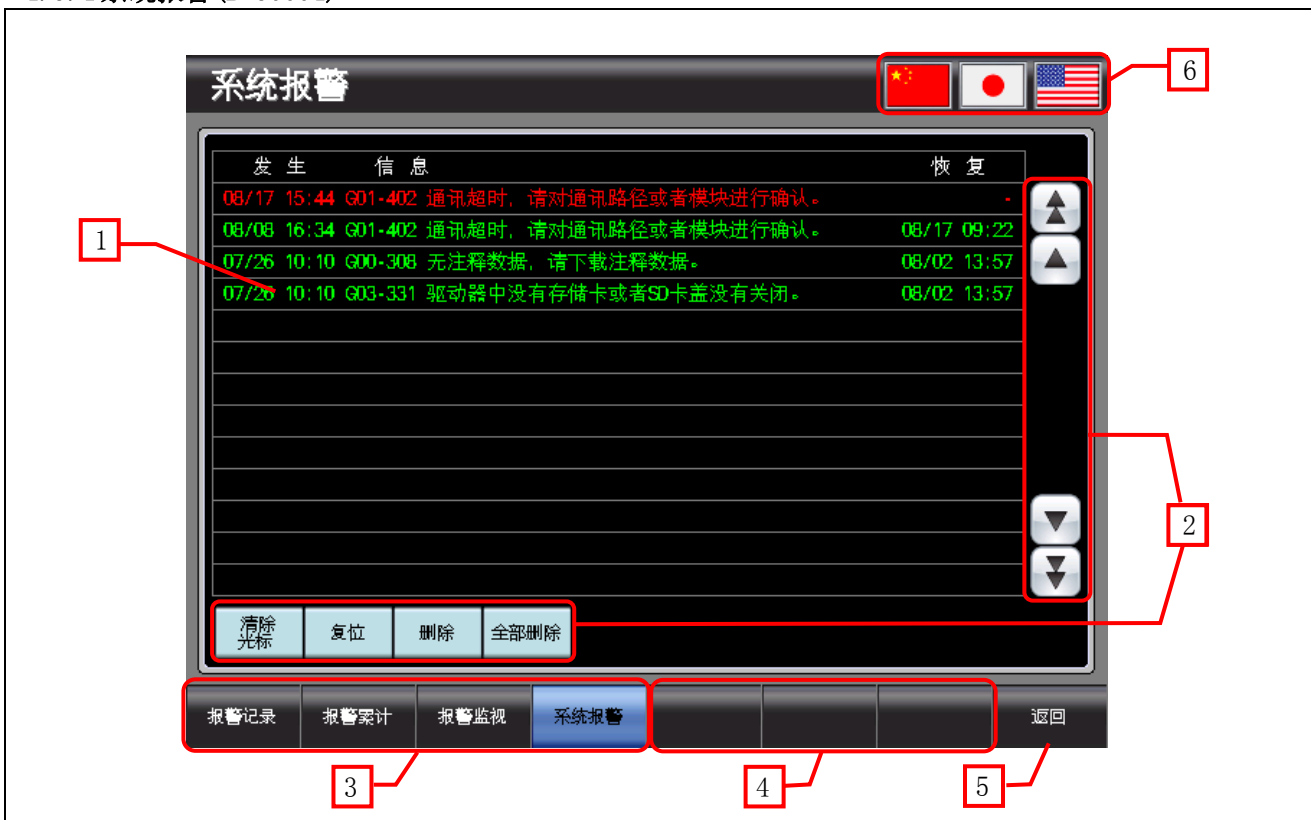 系统报警
6
发 生 信 息 恢 复
08/17 15:44 G01-402 通讯超时，请对通讯路径或者模块进行确认。 -
08/08 16:34 G01-402 通讯超时，请对通讯路径或者模块进行确认。 08/17 09:22
1
07/26 10:10 G00-308 无注释数据，请下载注释数据。 08/02 13:57
07/26 10:10 G03-331 驱动器中没有存储卡或者SD卡盖没有关闭。 08/02 13:57
2
清除
光标
复位 删除 全部删除
报警记录 报警累计 报警监视 系统报警 返回
3 4 5